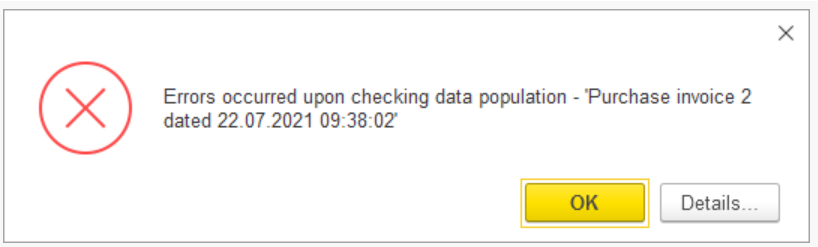 Errors occurred upon checking data population - 'Purchase invoice 2
dated 22.07.2021 09:38:02'
OK
Details...